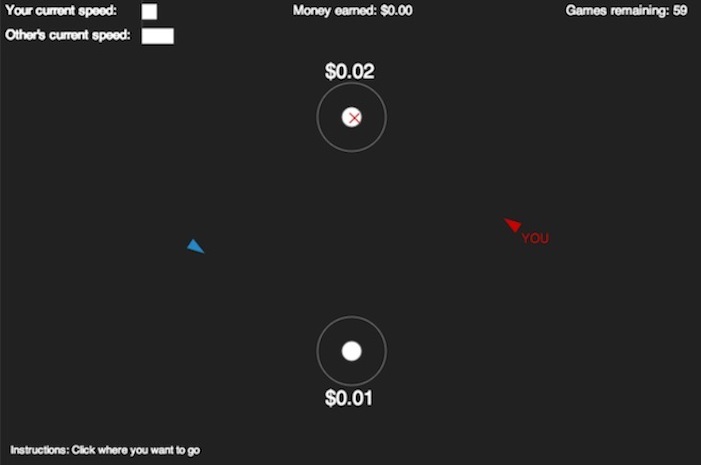 Your current speed:
Money earned: $0.00
Games remaining: 59
Other's current speed:
$0.02
YOU
$0.01
Instructions: Click where you want to go